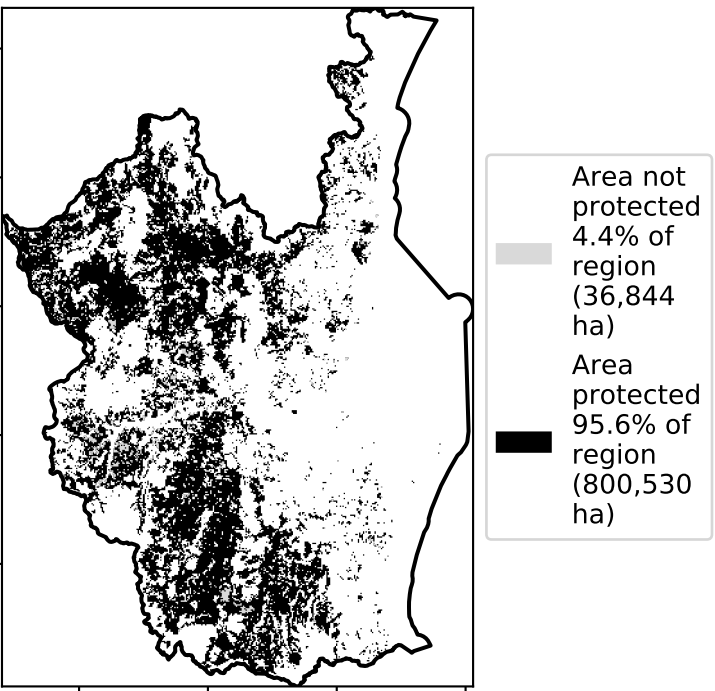 Area not
protected
4.4% of
region
(36,844
ha)
Area
protected
95.6% of
region
(800,530
ha)